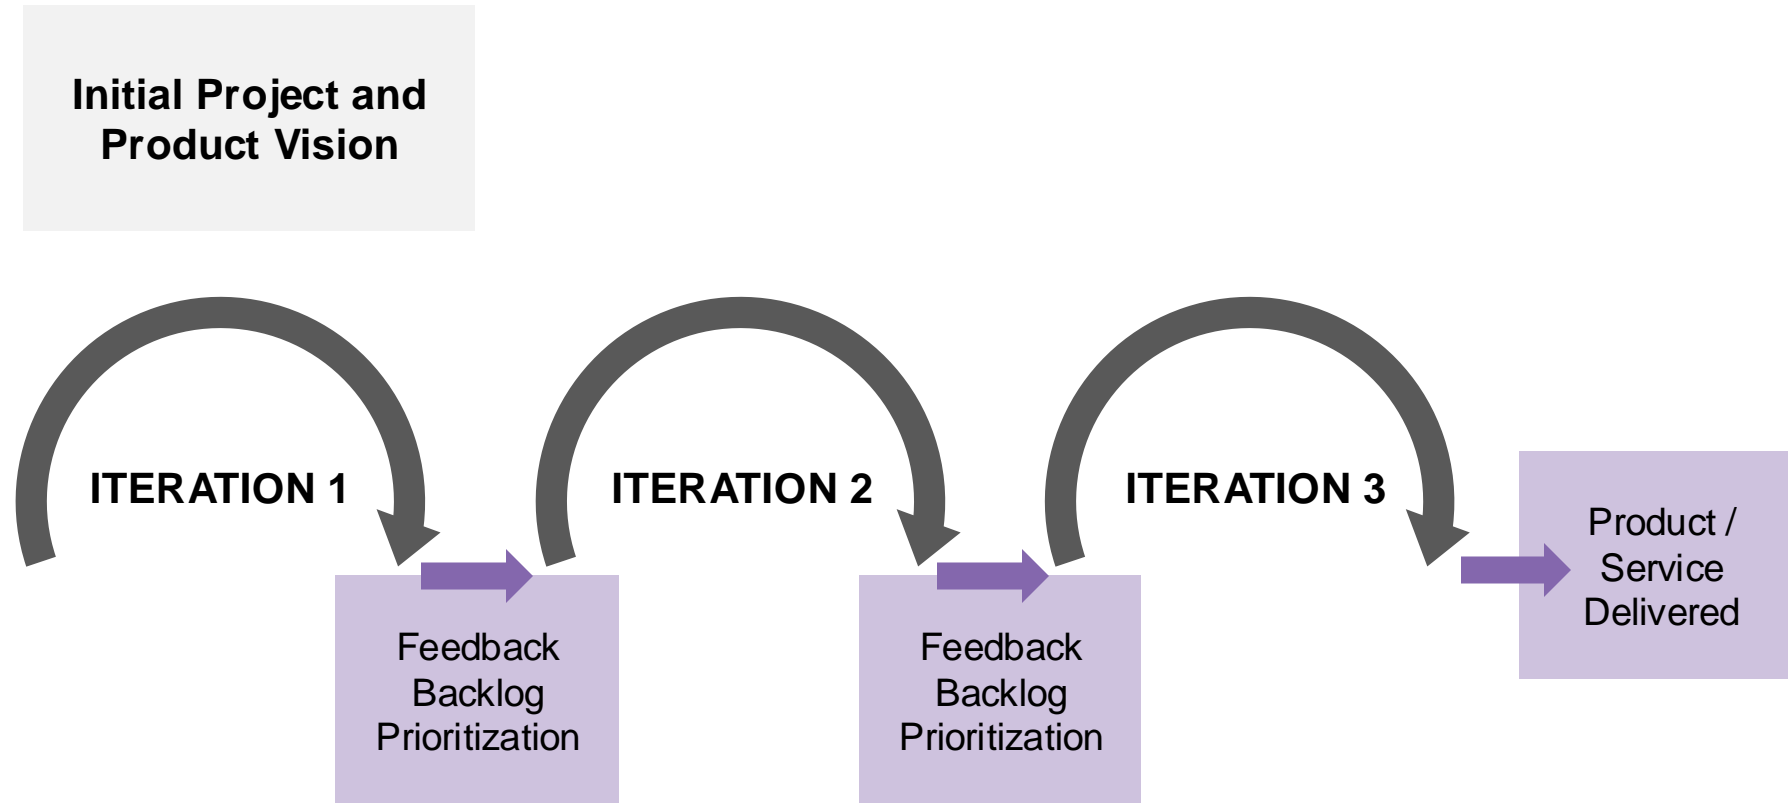 Initial Project and
Product Vision
ITERATION 1
ITERATION 2
ITERATION 3
Feedback
Backlog
Prioritization
Feedback
Backlog
Prioritization
Product /
Service
Delivered